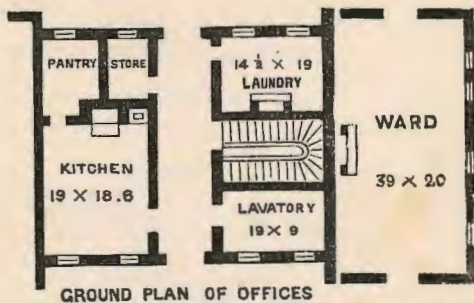 PANTRY
STORE
KITCHEN
19 × 18.6
14 ½ × 19
LAUNDRY
LAVATORY
19 × 9
WARD
39 × 20
GROUND PLAN OF OFFICES